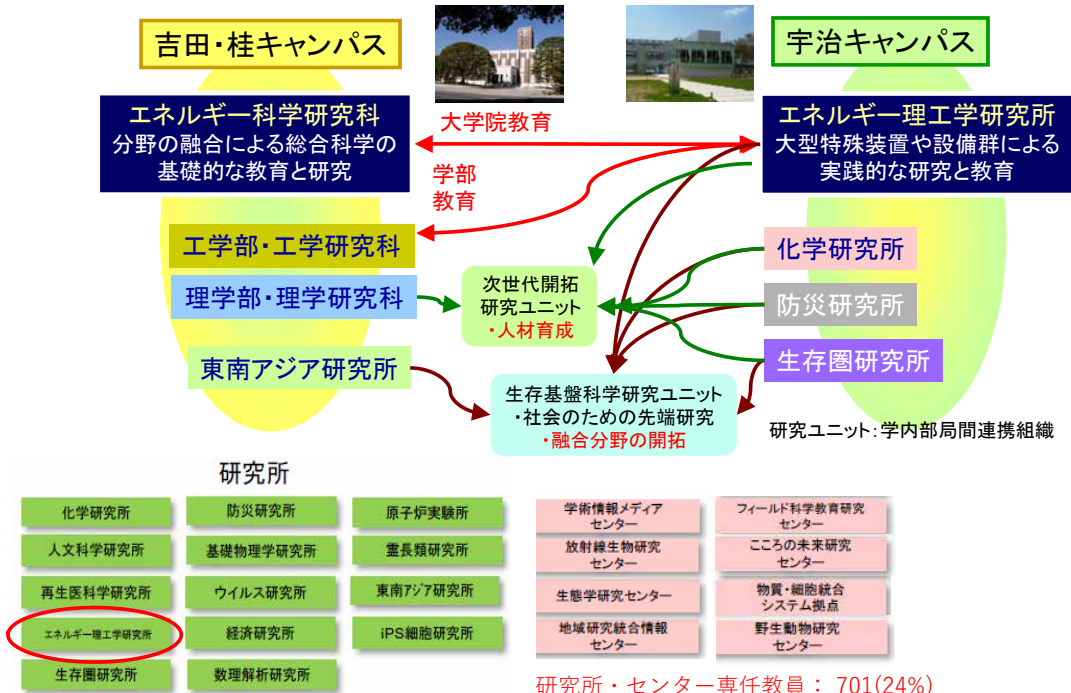 吉田・桂キャンパス
宇治キャンパス
エネルギー科学研究科
分野の融合による総合科学の
基礎的な教育と研究
大学院教育
エネルギー理工学研究所
大型特殊装置や設備群による
実践的な研究と教育
学部
教育
工学部・工学研究科
化学研究所
理学部・理学研究科
次世代開拓
研究ユニット
・人材育成
防災研究所
東南アジア研究所
生存圏研究所
生存基盤科学研究ユニット
・社会のための先端研究
・融合分野の開拓
研究ユニット：学内部局間連携組織
研究所
化学研究所
防災研究所
原子炉実験所
人文科学研究所
基礎物理学研究所
霊長類研究所
再生医科学研究所
ウイルス研究所
東南アジア研究所
エネルギー理工学研究所
経済研究所
iPS細胞研究所
生存圏研究所
数理解析研究所
学術情報メディア
センター
フィールド科学教育研究
センター
放射線生物研究
センター
こころの未来研究
センター
生態学研究センター
物質・細胞統合
システム拠点
地域研究統合情報
センター
野生動物研究
センター
研究所・センター専任教員： 701(24%)